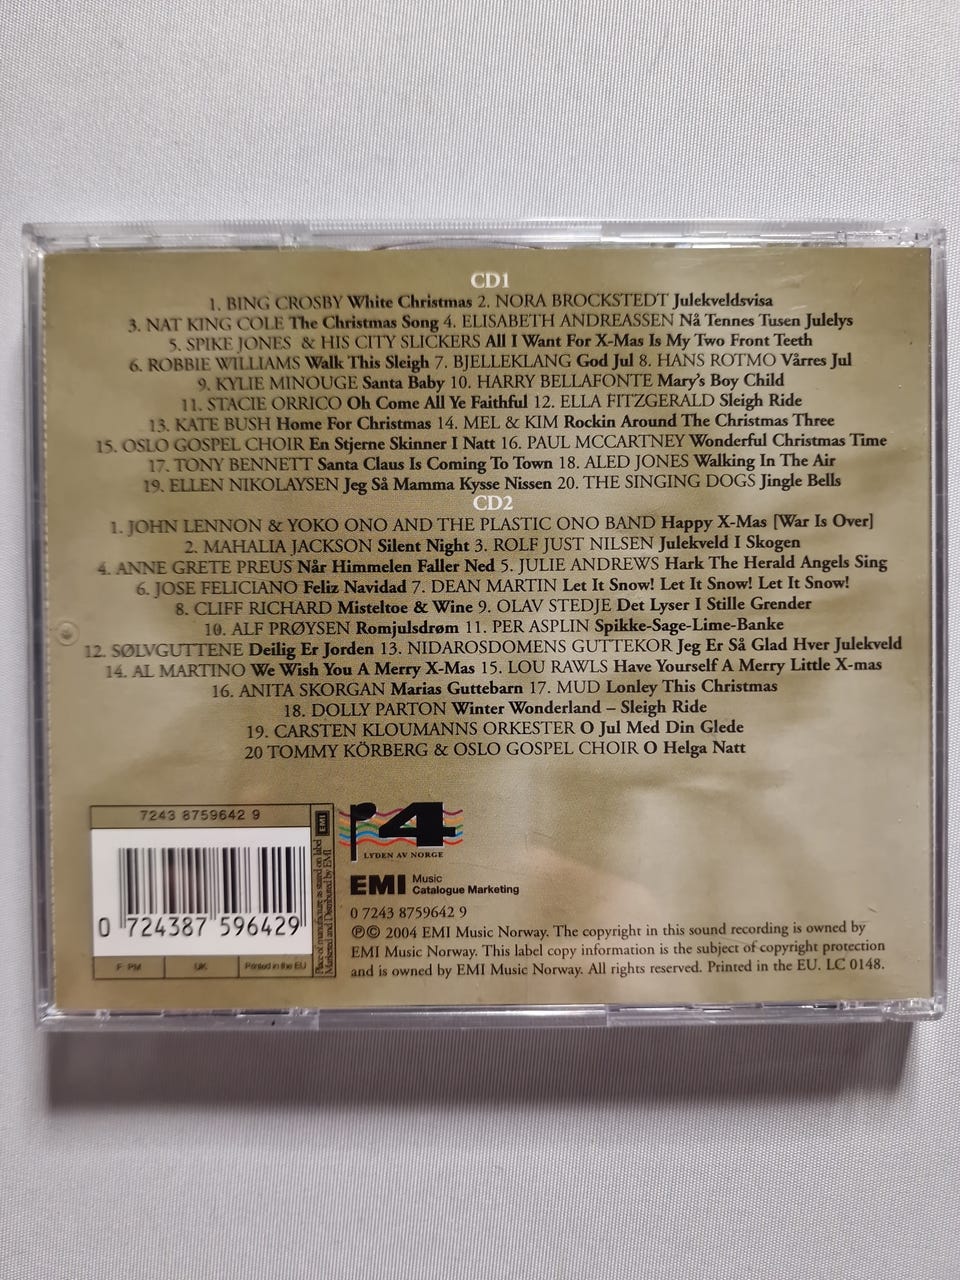 CD1
1. BING CROSBY White Christmas 2. NORA BROCKSTEDT Julekveldsvisa
3. NAT KING COLE The Christmas Song 4. ELISABETH ANDREASSEN Nå Tennes Tusen Julelys
5. SPIKE JONES & HIS CITY SLICKERS All I Want For X-Mas Is My Two Front Teeth
6. ROBBIE WILLIAMS Walk This Sleigh 7. BJELLEKLANG God Jul 8. HANS ROTMO Vårres Jul
9. KYLIE MINOUGE Santa Baby 10. HARRY BELLAFONTE Mary's Boy Child
11. STACIE ORRICO Oh Come All Ye Faithful 12. ELLA FITZGERALD Sleigh Ride
13. KATE BUSH Home For Christmas 14. MEL & KIM Rockin Around The Christmas Three
15. OSLO GOSPEL CHOIR En Stjerne Skinner I Natt 16. PAUL MCCARTNEY Wonderful Christmas Time
17. TONY BENNETT Santa Claus Is Coming To Town 18. ALED JONES Walking In The Air
19. ELLEN NIKOLAYSEN Jeg Så Mamma Kysse Nissen 20. THE SINGING DOGS Jingle Bells
CD2
1. JOHN LENNON & YOKO ONO AND THE PLASTIC ONO BAND Happy X-Mas [War Is Over]
2. MAHALIA JACKSON Silent Night 3. ROLF JUST NILSEN Julekveld I Skogen
4. ANNE GRETE PREUS Når Himmelen Faller Ned 5. JULIE ANDREWS Hark The Herald Angels Sing
6. JOSE FELICIANO Feliz Navidad 7. DEAN MARTIN Let It Snow! Let It Snow! Let It Snow!
8. CLIFF RICHARD Misteltoe & Wine 9. OLAV STEDJE Det Lyser I Stille Grender
10. ALF PRØYSEN Romjulsdrøm 11. PER ASPLIN Spikke-Sage-Lime-Banke
12. SØLVGUTTENE Deilig Er Jorden 13. NIDAROSDOMENS GUTTEKOR Jeg Er Så Glad Hver Julekveld
14. AL MARTINO We Wish You A Merry X-Mas 15. LOU RAWLS Have Yourself A Merry Little X-mas
16. ANITA SKORGAN Marias Guttebarn 17. MUD Lonley This Christmas
18. DOLLY PARTON Winter Wonderland – Sleigh Ride
19. CARSTEN KLOUMANNS ORKESTER O Jul Med Din Glede
20 TOMMY KÖRBERG & OSLO GOSPEL CHOIR O Helga Natt
7243 8759642 9
EMI
Place of manufacture as stated on label
Marketed and Distributed by EMI
0 724387 596429
F: PM
UK
Printed in the EU
P4
LYDEN AV NORGE
EMI Music
Catalogue Marketing
0 7243 8759642 9
℗© 2004 EMI Music Norway. The copyright in this sound recording is owned by
EMI Music Norway. This label copy information is the subject of copyright protection
and is owned by EMI Music Norway. All rights reserved. Printed in the EU. LC 0148.